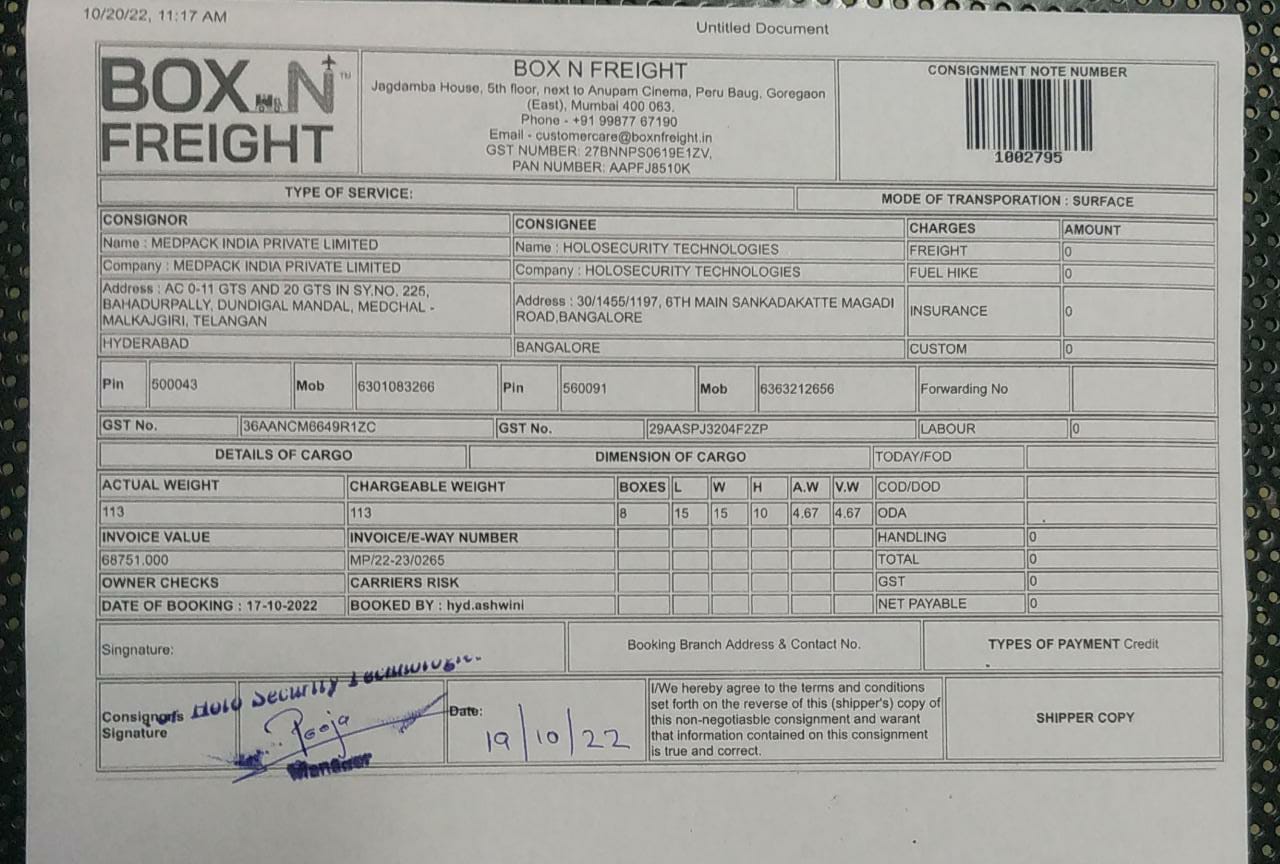 10/20/22, 11:17 AM
Untitled Document
BOX N
FREIGHT
TM
BOX N FREIGHT
Jagdamba House, 5th floor, next to Anupam Cinema, Peru Baug, Goregaon
(East), Mumbai 400 063.
Phone - +91 99877 67190
Email - customercare@boxnfreight.in
GST NUMBER: 27BNNPS0619E1ZV,
PAN NUMBER: AAPFJ8510K
CONSIGNMENT NOTE NUMBER
1002795
TYPE OF SERVICE:
MODE OF TRANSPORATION : SURFACE
CONSIGNOR
CONSIGNEE
CHARGES
AMOUNT
Name : MEDPACK INDIA PRIVATE LIMITED
Name : HOLOSECURITY TECHNOLOGIES
FREIGHT
0
Company : MEDPACK INDIA PRIVATE LIMITED
Company : HOLOSECURITY TECHNOLOGIES
FUEL HIKE
0
Address : AC 0-11 GTS AND 20 GTS IN SY.NO, 225,
BAHADURPALLY, DUNDIGAL MANDAL, MEDCHAL -
MALKAJGIRI, TELANGAN
Address : 30/1455/1197, 6TH MAIN SANKADAKATTE MAGADI
ROAD,BANGALORE
INSURANCE
0
HYDERABAD
BANGALORE
CUSTOM
0
Pin
500043
Mob
6301083266
Pin
560091
Mob
6363212656
Forwarding No
GST No.
36AANCM6649R1ZC
GST No.
29AASPJ3204F2ZP
LABOUR
0
DETAILS OF CARGO
DIMENSION OF CARGO
TODAY/FOD
ACTUAL WEIGHT
CHARGEABLE WEIGHT
BOXES
L
W
H
A.W
V.W
COD/DOD
113
113
8
15
15
10
4.67
4.67
ODA
INVOICE VALUE
INVOICE/E-WAY NUMBER
HANDLING
0
68751.000
MP/22-23/0265
TOTAL
0
OWNER CHECKS
CARRIERS RISK
GST
0
DATE OF BOOKING : 17-10-2022
BOOKED BY : hyd.ashwini
NET PAYABLE
0
Singnature:
Booking Branch Address & Contact No.
TYPES OF PAYMENT Credit
Consignor's
Signature
Holo Security Technologies
Pooja
Manager
Date:
19/10/22
I/We hereby agree to the terms and conditions
set forth on the reverse of this (shipper's) copy of
this non-negotiasble consignment and warant
that information contained on this consignment
is true and correct.
SHIPPER COPY